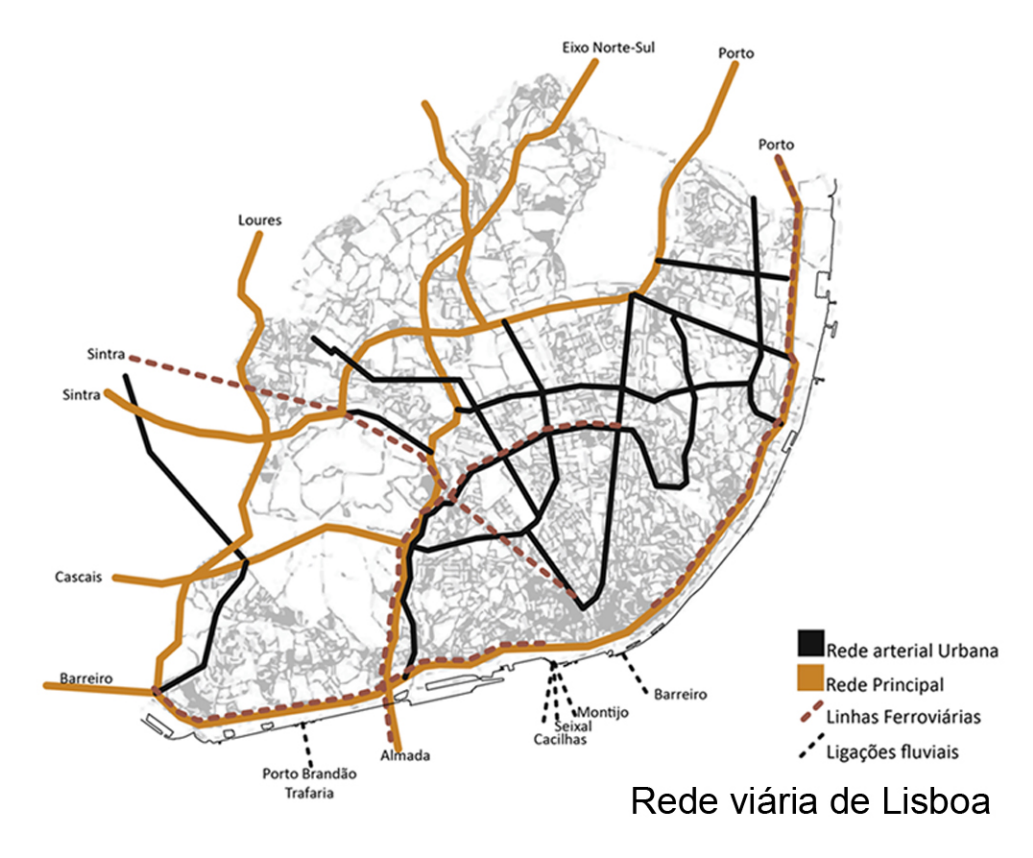 Eixo Norte-Sul
Porto
Porto
Loures
Sintra
Sintra
Cascais
Barreiro
Almada
Porto Brandão
Trafaria
Montijo
Seixal
Cacilhas
Barreiro
Rede arterial Urbana
Rede Principal
Linhas Ferroviárias
Ligações fluviais
Rede viária de Lisboa